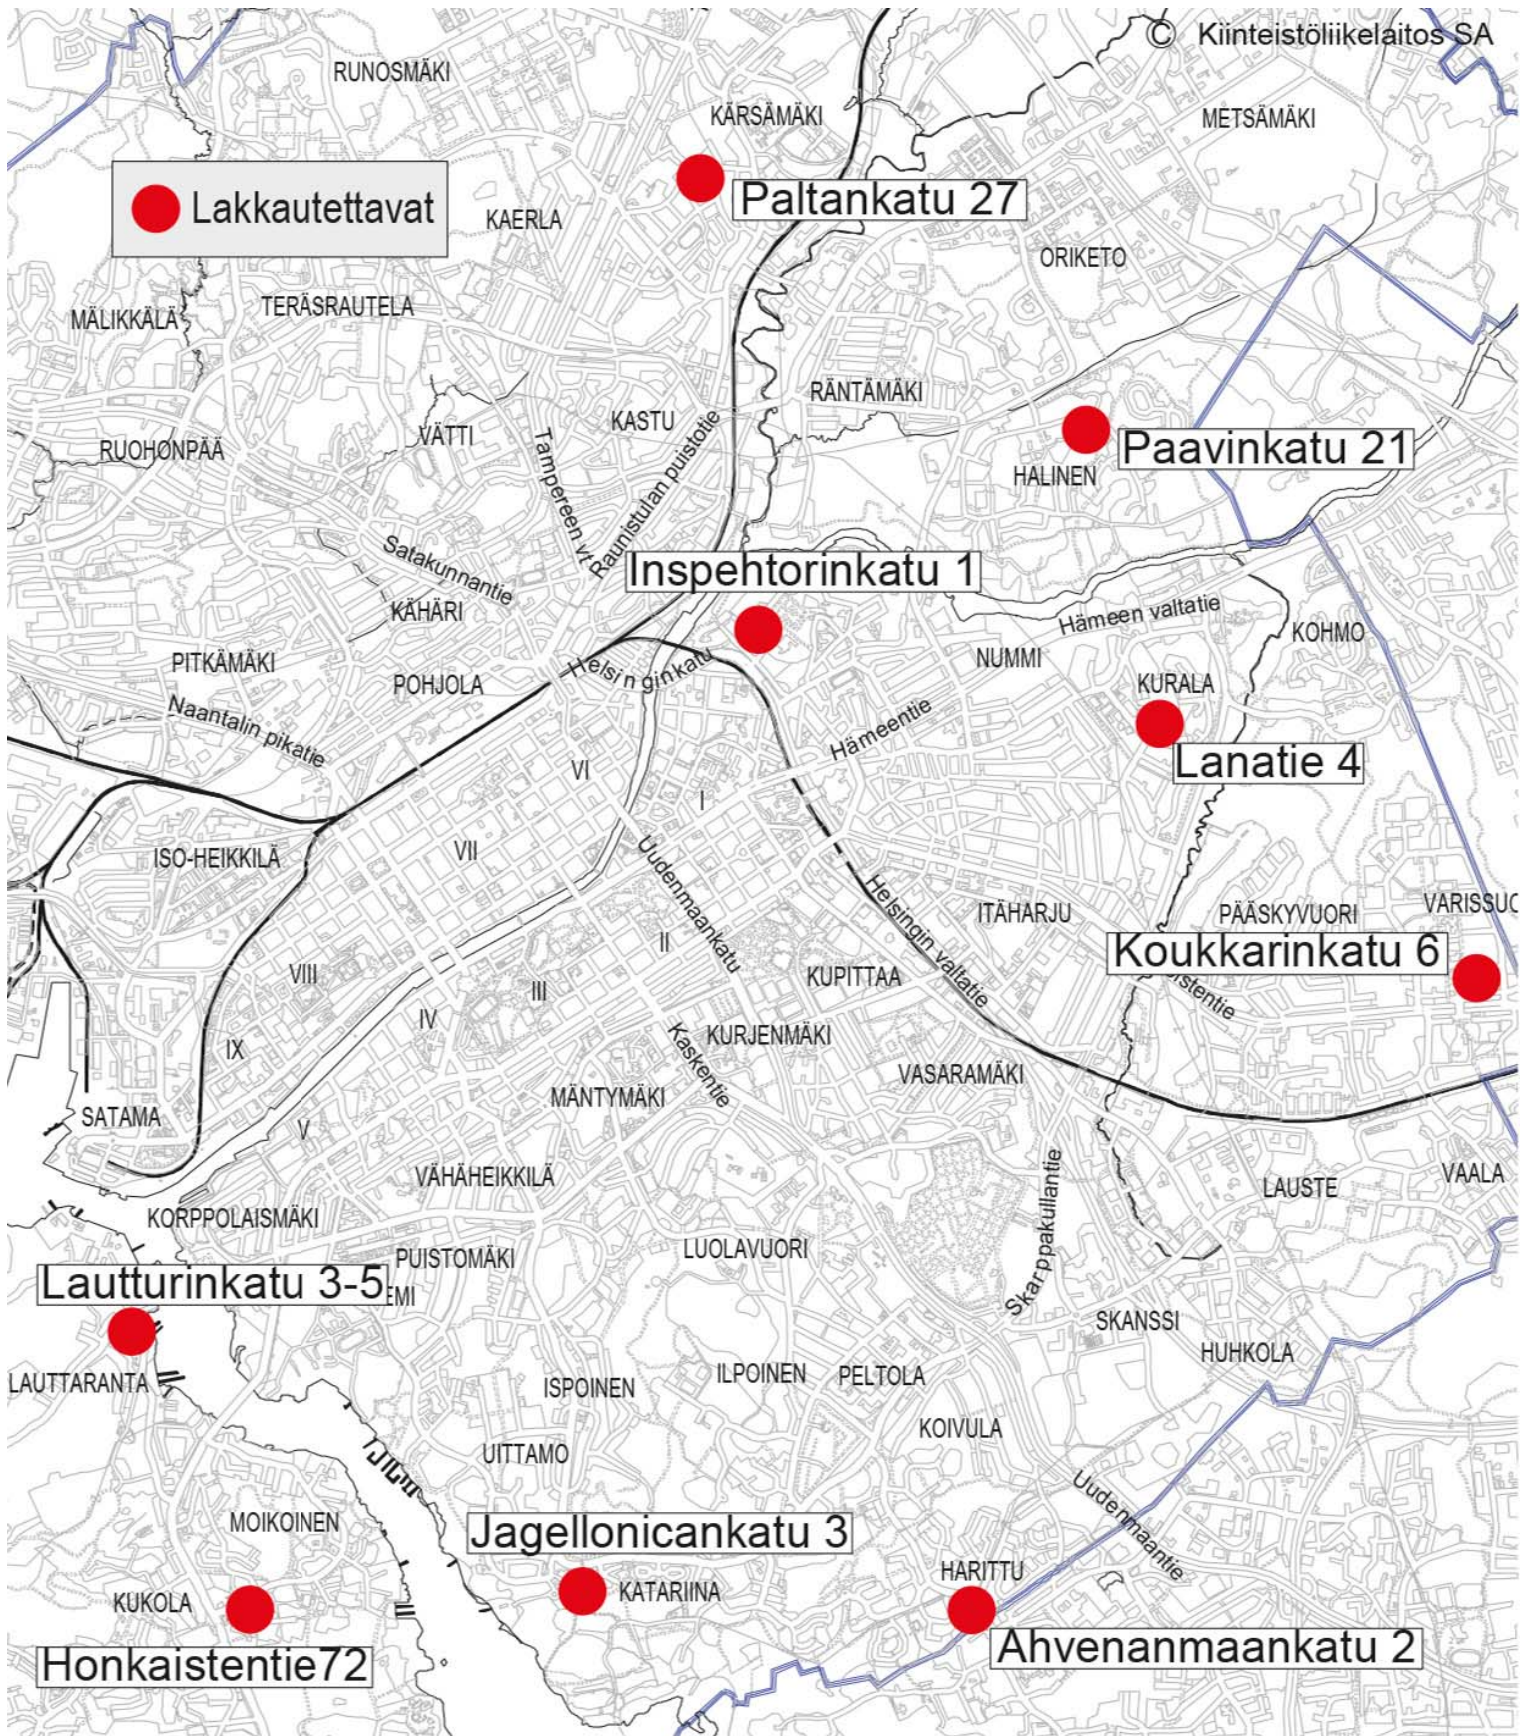 © Kiinteistöliikelaitos SA
RUNOSMÄKI
KÄRSÄMÄKI
METSÄMÄKI
Lakkautettavat
Paltankatu 27
KAERLA
ORIKETO
MÄLIKKÄLÄ
TERÄSRAUTELA
RÄNTÄMÄKI
KASTU
VÄTTI
RUOHONPÄÄ
Tampereen vt
Raunistulan puistotie
Paavinkatu 21
HALINEN
Satakunnantie
Inspehtorinkatu 1
KÄHÄRI
Hämeen valtatie
KOHMO
PITKÄMÄKI
POHJOLA
Helsinginkatu
NUMMI
KURALA
Naantalin pikatie
Hämeentie
Lanatie 4
VI
I
VII
ISO-HEIKKILÄ
Uudenmaankatu
Helsingin valtatie
ITÄHARJU
PÄÄSKYVUORI
VARISSUO
II
Koukkarinkatu 6
VIII
III
KUPITTAA
istentie
IV
IX
Kaskentie
KURJENMÄKI
VASARAMÄKI
MÄNTYMÄKI
SATAMA
V
VÄHÄHEIKKILÄ
Skarppakullantie
LAUSTE
VAALA
KORPPOLAISMÄKI
PUISTOMÄKI
LUOLAVUORI
Lautturinkatu 3-5
EMI
SKANSSI
HUHKOLA
LAUTTARANTA
ISPOINEN
ILPOINEN
PELTOLA
KOIVULA
UITTAMO
Uudenmaantie
MOIKOINEN
Jagellonicankatu 3
HARITTU
KUKOLA
KATARIINA
Honkaistentie72
Ahvenanmaankatu 2